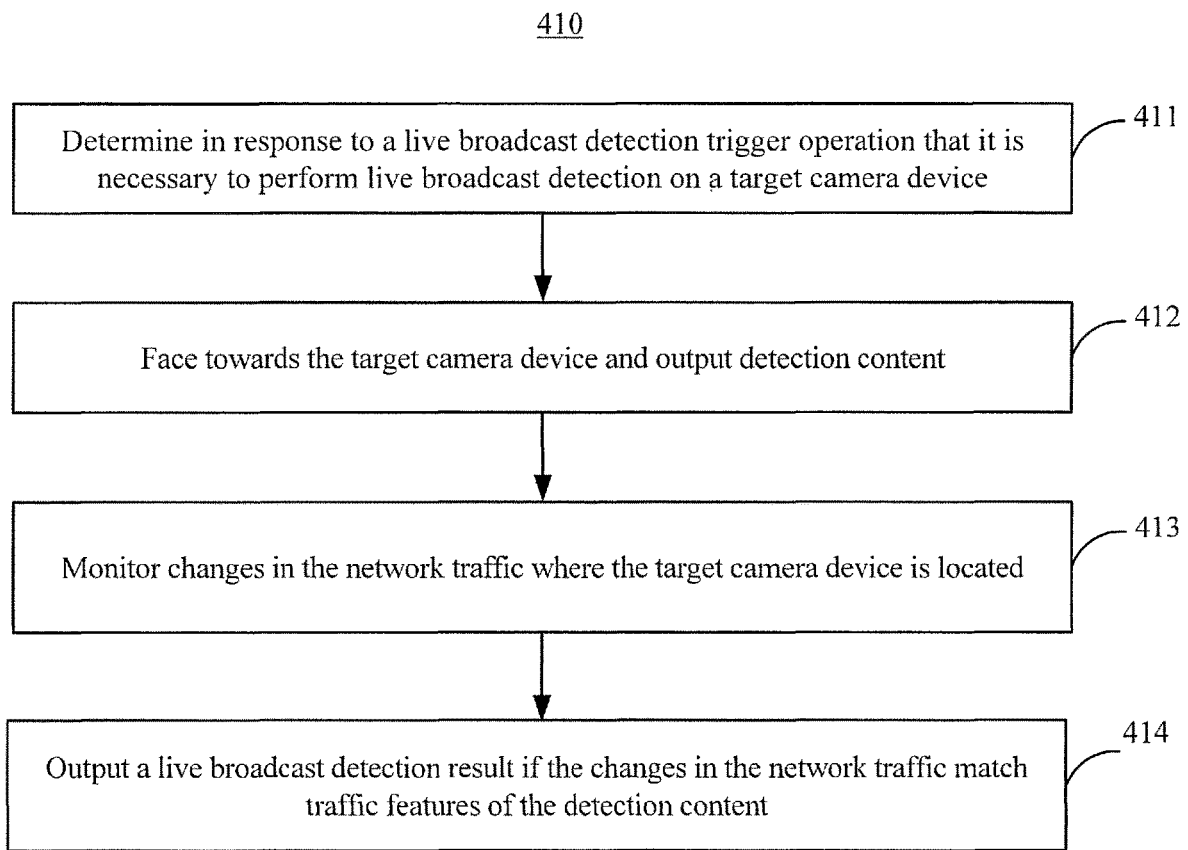 410
Determine in response to a live broadcast detection trigger operation that it is
necessary to perform live broadcast detection on a target camera device
411
Face towards the target camera device and output detection content
412
Monitor changes in the network traffic where the target camera device is located
413
Output a live broadcast detection result if the changes in the network traffic match
traffic features of the detection content
414